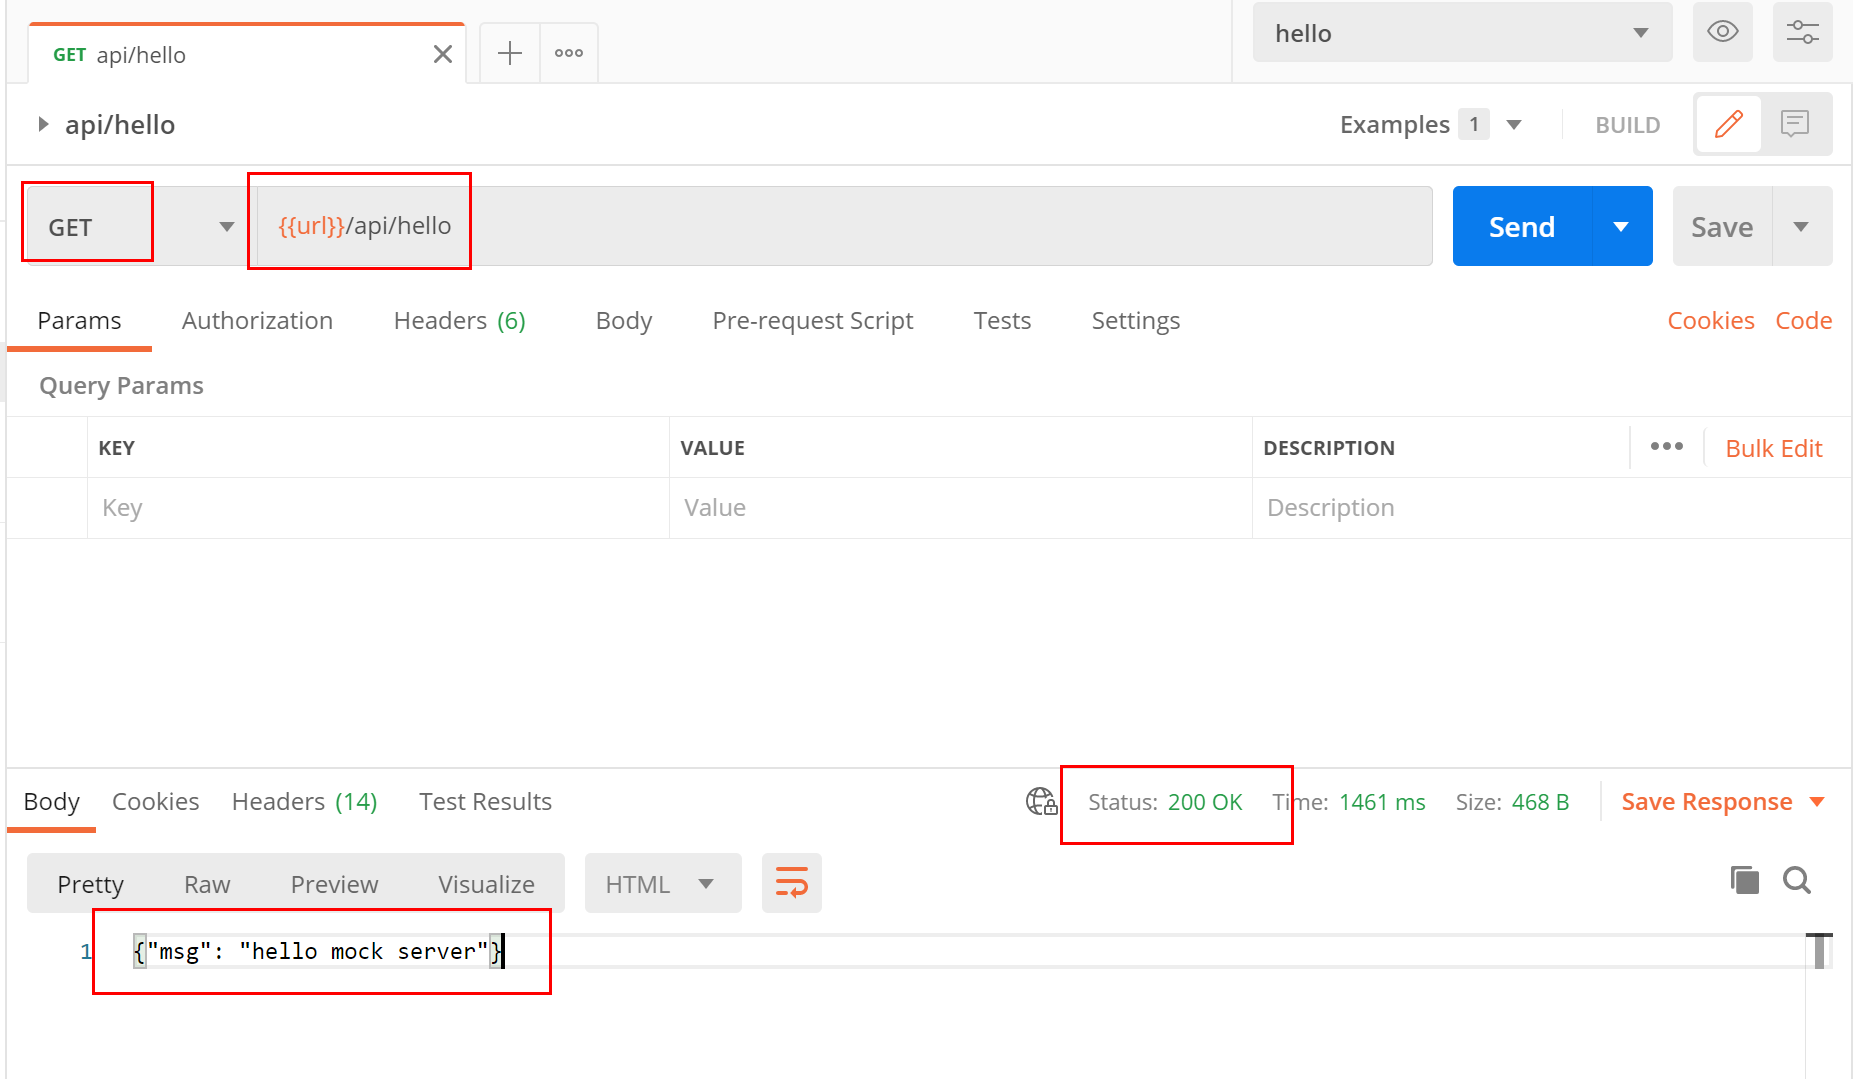 GET api/hello
hello
api/hello
Examples 1
BUILD
GET
{{url}}/api/hello
Send
Save
Params
Authorization
Headers (6)
Body
Pre-request Script
Tests
Settings
Cookies
Code
Query Params
KEY
VALUE
DESCRIPTION
Bulk Edit
Key
Value
Description
Body
Cookies
Headers (14)
Test Results
Status: 200 OK
Time: 1461 ms
Size: 468 B
Save Response
Pretty
Raw
Preview
Visualize
HTML
1 {"msg": "hello mock server"}